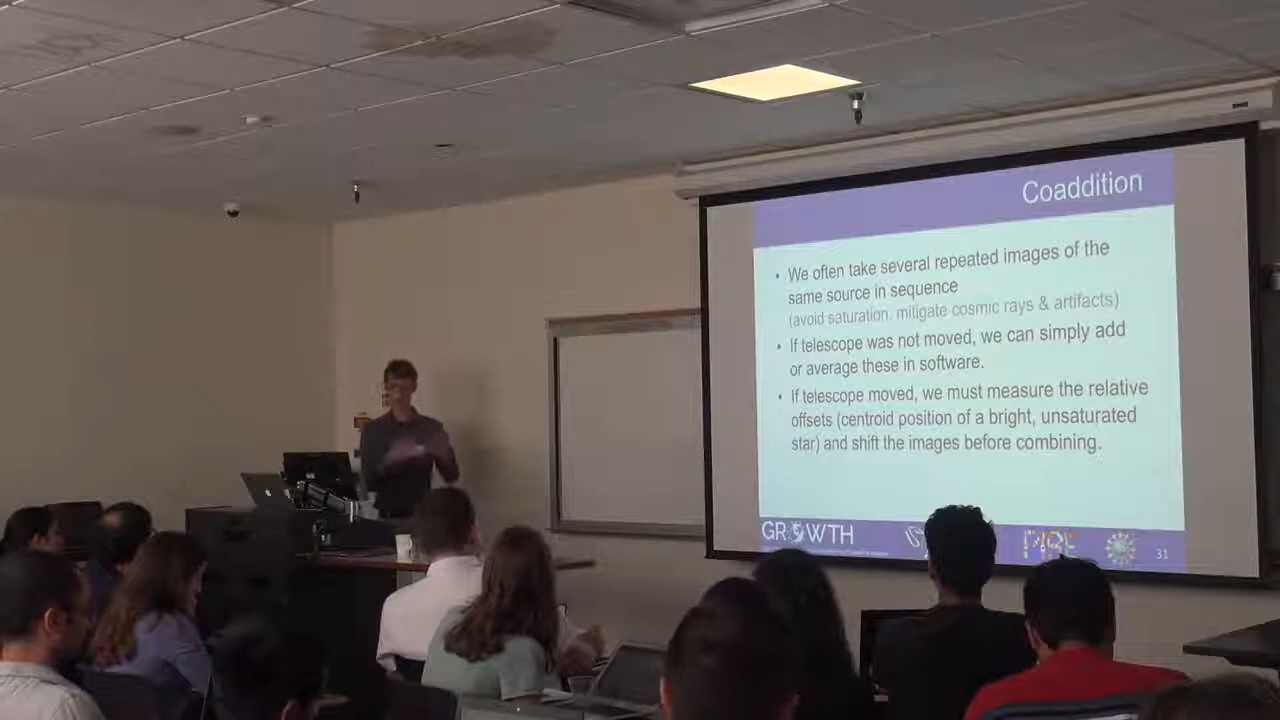 Coaddition
• We often take several repeated images of the
same source in sequence
(avoid saturation, mitigate cosmic rays & artifacts)
• If telescope was not moved, we can simply add
or average these in software.
• If telescope moved, we must measure the relative
offsets (centroid position of a bright, unsaturated
star) and shift the images before combining.
GROWTH
PIRE
31